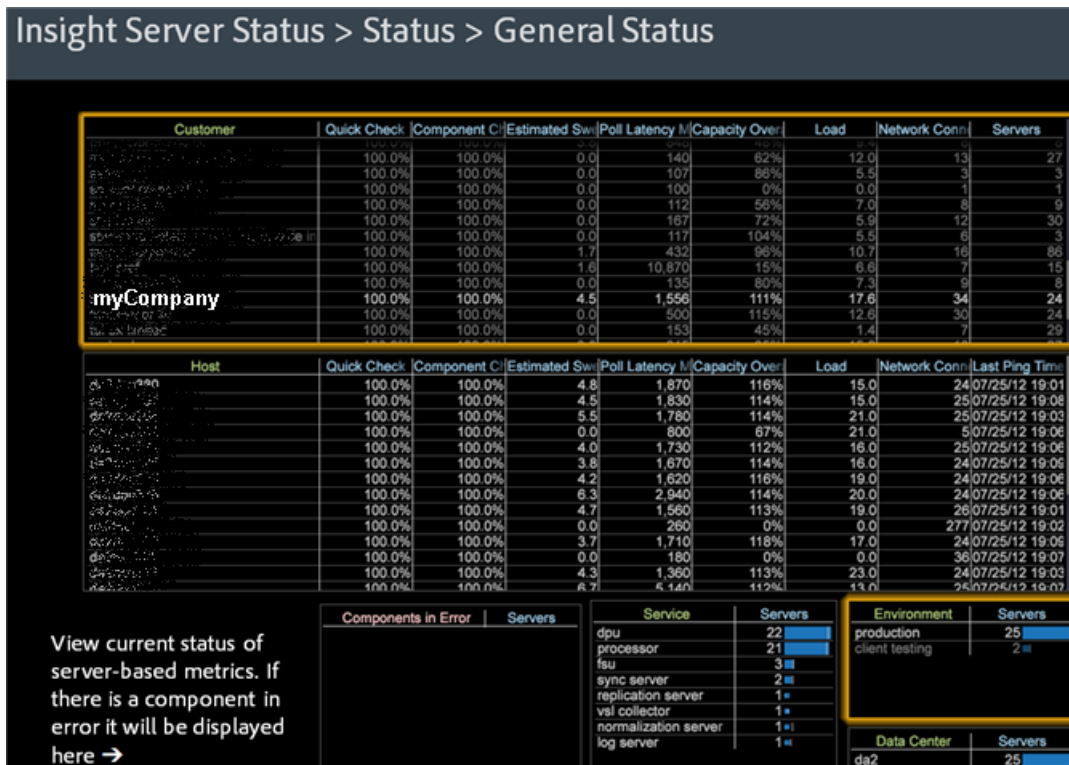 Insight Server Status > Status > General Status
Customer Quick Check Component Cl Estimated Swe Poll Latency M Capacity Over Load Network Conn Servers
100.0% 100.0% 0.0 140 62% 12.0 13 27
100.0% 100.0% 0.0 107 86% 5.5 3 3
100.0% 100.0% 0.0 100 0% 0.0 1 1
100.0% 100.0% 0.0 112 56% 7.0 8 9
100.0% 100.0% 0.0 167 72% 5.9 12 30
100.0% 100.0% 0.0 117 104% 5.5 6 3
100.0% 100.0% 1.7 432 96% 10.7 16 86
100.0% 100.0% 1.6 10,870 15% 6.6 7 15
100.0% 100.0% 0.0 135 80% 7.3 9 8
myCompany 100.0% 100.0% 4.5 1,556 111% 17.6 34 24
100.0% 100.0% 0.0 500 115% 12.6 30 24
100.0% 100.0% 0.0 153 45% 1.4 7 29
Host Quick Check Component Cl Estimated Swe Poll Latency M Capacity Over Load Network Conn Last Ping Time
100.0% 100.0% 4.8 1,870 116% 15.0 24 07/25/12 19:01
100.0% 100.0% 4.5 1,830 114% 15.0 25 07/25/12 19:08
100.0% 100.0% 5.5 1,780 114% 21.0 25 07/25/12 19:03
100.0% 100.0% 0.0 800 67% 21.0 5 07/25/12 19:06
100.0% 100.0% 4.0 1,730 112% 16.0 25 07/25/12 19:06
100.0% 100.0% 3.8 1,670 114% 16.0 24 07/25/12 19:09
100.0% 100.0% 4.2 1,620 116% 19.0 24 07/25/12 19:06
100.0% 100.0% 6.3 2,940 114% 20.0 24 07/25/12 19:06
100.0% 100.0% 4.7 1,560 113% 19.0 26 07/25/12 19:01
100.0% 100.0% 0.0 260 0% 0.0 277 07/25/12 19:02
100.0% 100.0% 3.7 1,710 118% 17.0 24 07/25/12 19:09
100.0% 100.0% 0.0 180 0% 0.0 36 07/25/12 19:07
100.0% 100.0% 4.3 1,360 113% 23.0 24 07/25/12 19:03
100.0% 100.0% 6.7 5,140 112% 13.0 25 07/25/12 19:07
View current status of
server-based metrics. If
there is a component in
error it will be displayed
here →
Components in Error Servers
Service Servers
dpu 22
processor 21
fsu 3
sync server 2
replication server 1
vsl collector 1
normalization server 1
log server 1
Environment Servers
production 25
client testing 2
Data Center Servers
da2 25